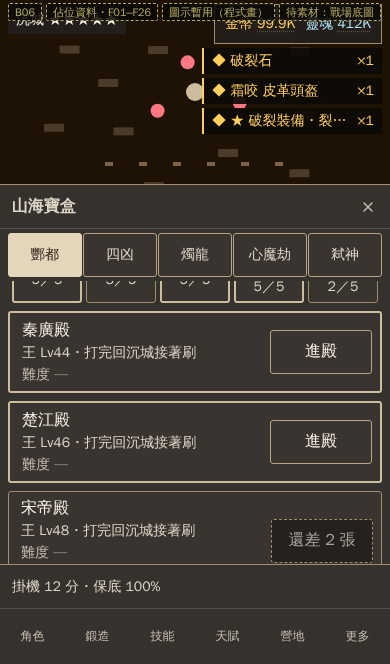 B06 佔位資料・F01—F26 圖示暫用（程式畫） 待素材：戰場底圖
金幣 99.9K 靈魂 412K
◆ 破裂石 ×1
◆ 霜咬 皮革頭盔 ×1
◆ ★ 破裂裝備・裂… ×1
山海寶盒 ×
酆都 四凶 燭龍 心魔劫 弒神
5／5 5／5 5／5 5／5 2／5
秦廣殿
王 Lv44・打完回沉城接著刷
難度 —
進殿
楚江殿
王 Lv46・打完回沉城接著刷
難度 —
進殿
宋帝殿
王 Lv48・打完回沉城接著刷
難度 —
還差 2 張
掛機 12 分・保底 100%
角色 鍛造 技能 天賦 營地 更多